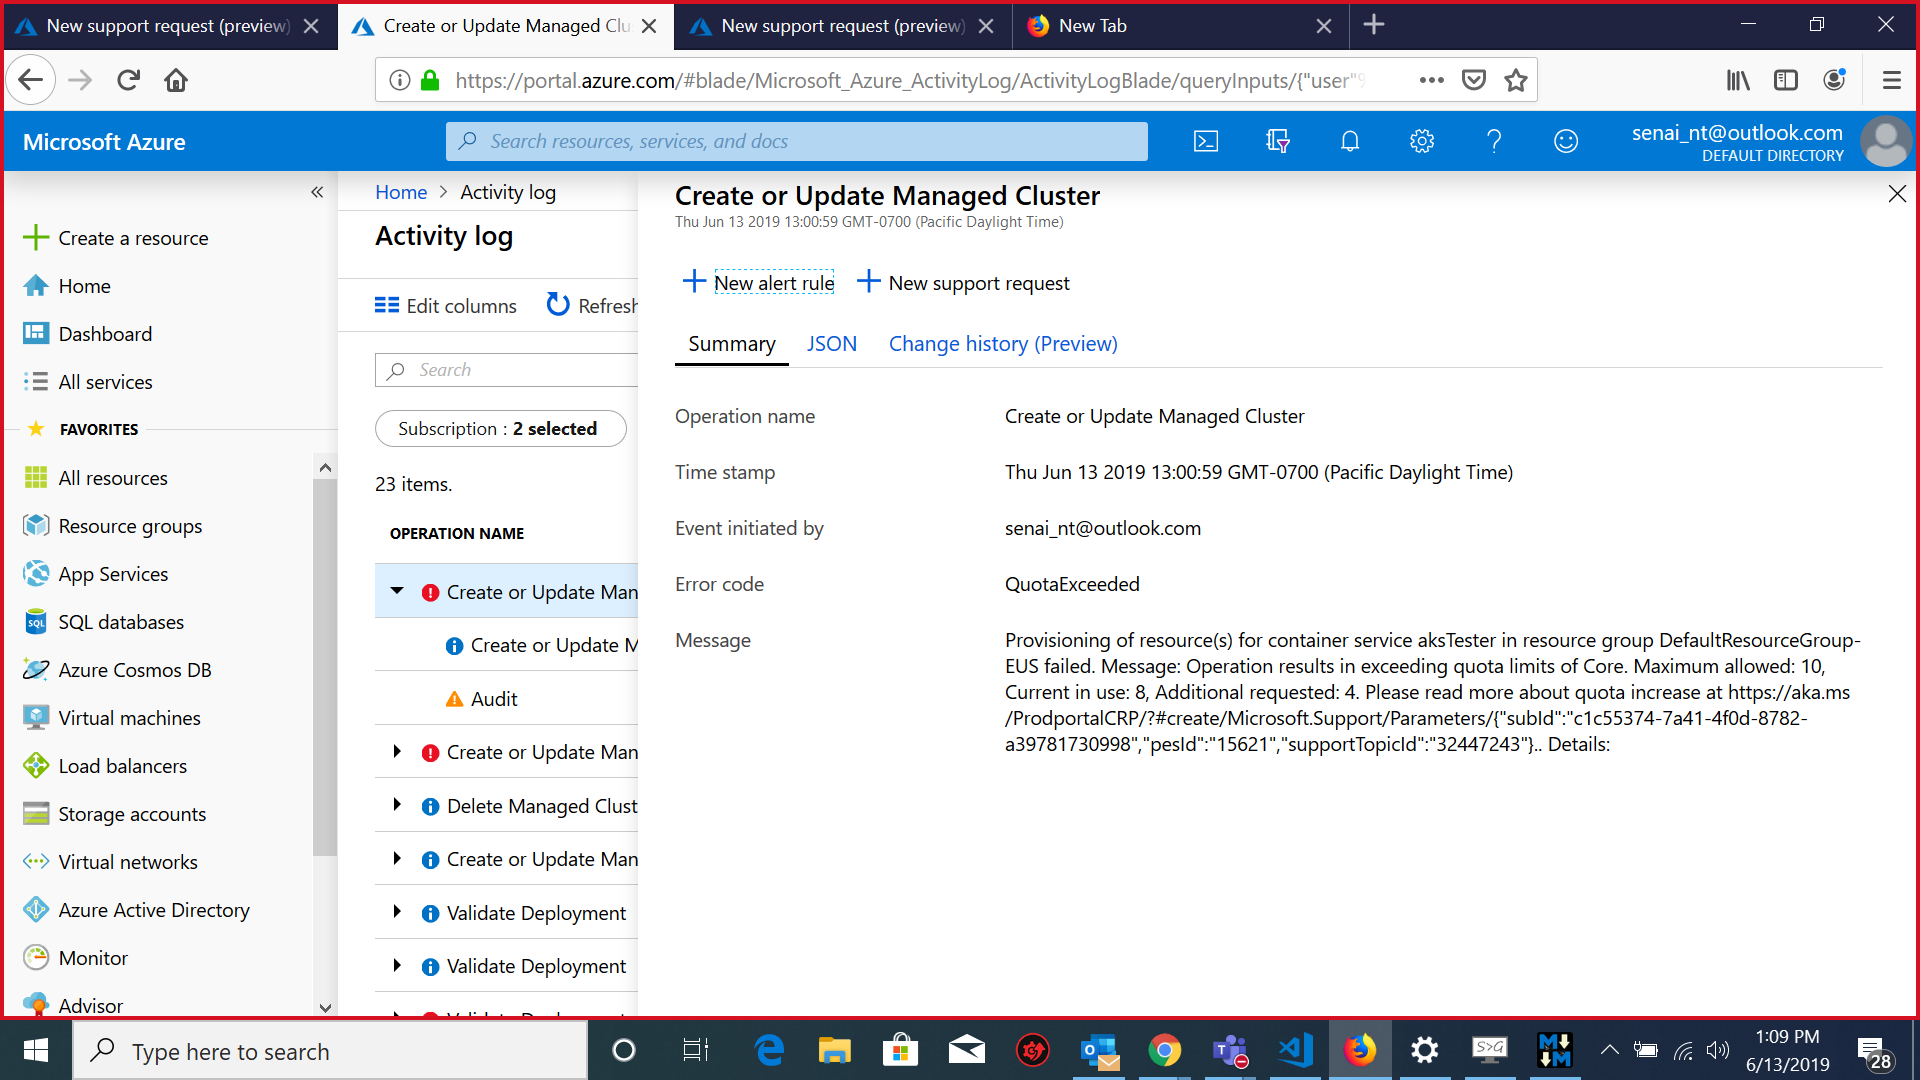 New support request (preview)
Create or Update Managed Clu
New support request (preview)
New Tab
https://portal.azure.com/#blade/Microsoft_Azure_ActivityLog/ActivityLogBlade/queryInputs/{"user"
Microsoft Azure
Search resources, services, and docs
senai_nt@outlook.com
DEFAULT DIRECTORY
Create a resource
Home
Dashboard
All services
FAVORITES
All resources
Resource groups
App Services
SQL databases
Azure Cosmos DB
Virtual machines
Load balancers
Storage accounts
Virtual networks
Azure Active Directory
Monitor
Advisor
Home > Activity log
Activity log
Edit columns
Refresh
Search
Subscription : 2 selected
23 items.
OPERATION NAME
Create or Update Man
Create or Update M
Audit
Create or Update Man
Delete Managed Clust
Create or Update Man
Validate Deployment
Validate Deployment
Create or Update Managed Cluster
Thu Jun 13 2019 13:00:59 GMT-0700 (Pacific Daylight Time)
New alert rule
New support request
Summary
JSON
Change history (Preview)
Operation name
Create or Update Managed Cluster
Time stamp
Thu Jun 13 2019 13:00:59 GMT-0700 (Pacific Daylight Time)
Event initiated by
senai_nt@outlook.com
Error code
QuotaExceeded
Message
Provisioning of resource(s) for container service aksTester in resource group DefaultResourceGroup-
EUS failed. Message: Operation results in exceeding quota limits of Core. Maximum allowed: 10,
Current in use: 8, Additional requested: 4. Please read more about quota increase at https://aka.ms
/ProdportalCRP/?#create/Microsoft.Support/Parameters/{"subId":"c1c55374-7a41-4f0d-8782-
a39781730998","pesId":"15621","supportTopicId":"32447243"}.. Details:
Type here to search
1:09 PM
6/13/2019
28